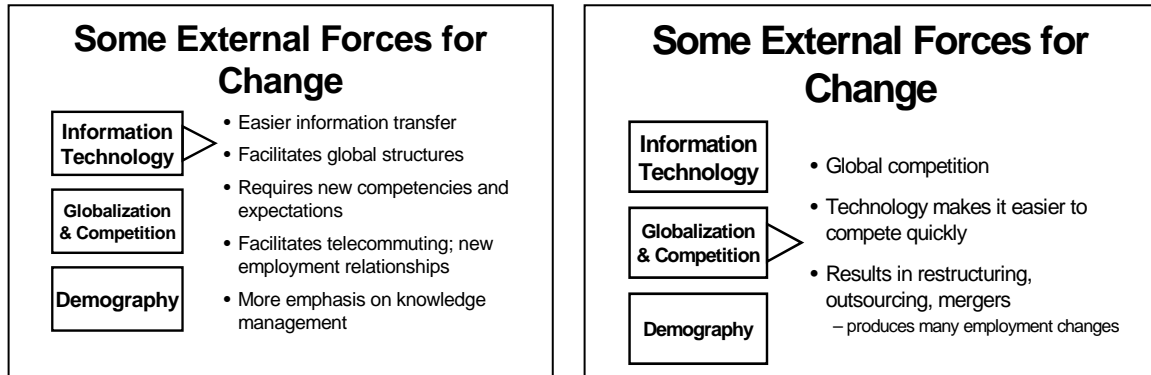 Some External Forces for
Change
Information
Technology
Globalization
& Competition
Demography
• Easier information transfer
• Facilitates global structures
• Requires new competencies and
expectations
• Facilitates telecommuting; new
employment relationships
• More emphasis on knowledge
management
Some External Forces for
Change
Information
Technology
Globalization
& Competition
Demography
• Global competition
• Technology makes it easier to
compete quickly
• Results in restructuring,
outsourcing, mergers
– produces many employment changes